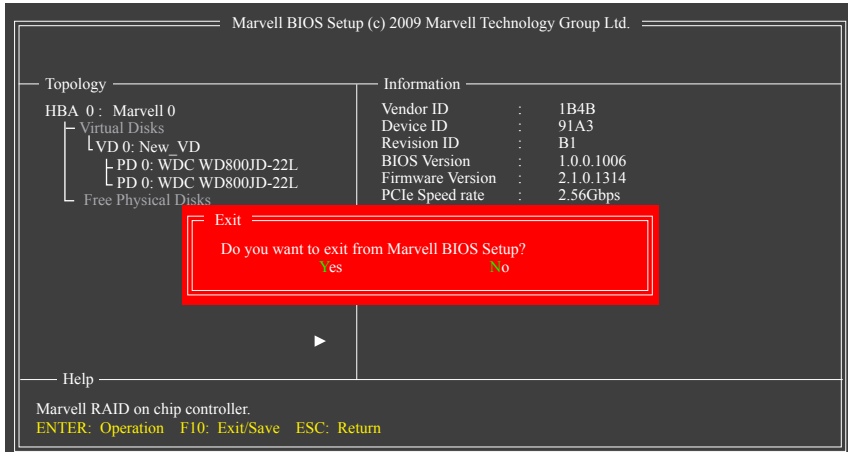 Marvell BIOS Setup (c) 2009 Marvell Technology Group Ltd.
Topology
HBA 0 : Marvell 0
Virtual Disks
VD 0: New_VD
PD 0: WDC WD800JD-22L
PD 0: WDC WD800JD-22L
Free Physical Disks
Information
Vendor ID : 1B4B
Device ID : 91A3
Revision ID : B1
BIOS Version : 1.0.0.1006
Firmware Version : 2.1.0.1314
PCIe Speed rate : 2.56Gbps
Exit
Do you want to exit from Marvell BIOS Setup?
Yes No
Help
Marvell RAID on chip controller.
ENTER: Operation F10: Exit/Save ESC: Return